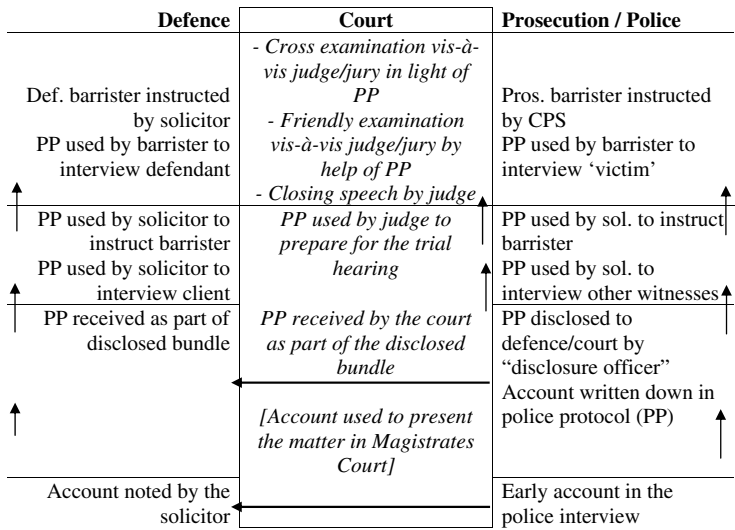 Defence
Court
Prosecution / Police
Def. barrister instructed
by solicitor
PP used by barrister to
interview defendant
- Cross examination vis-à-
vis judge/jury in light of
PP
- Friendly examination
vis-à-vis judge/jury by
help of PP
- Closing speech by judge
Pros. barrister instructed
by CPS
PP used by barrister to
interview ‘victim’
PP used by solicitor to
instruct barrister
PP used by solicitor to
interview client
PP used by judge to
prepare for the trial
hearing
PP used by sol. to instruct
barrister
PP used by sol. to
interview other witnesses
PP received as part of
disclosed bundle
PP received by the court
as part of the disclosed
bundle
[Account used to present
the matter in Magistrates
Court]
PP disclosed to
defence/court by
“disclosure officer”
Account written down in
police protocol (PP)
Account noted by the
solicitor
Early account in the
police interview